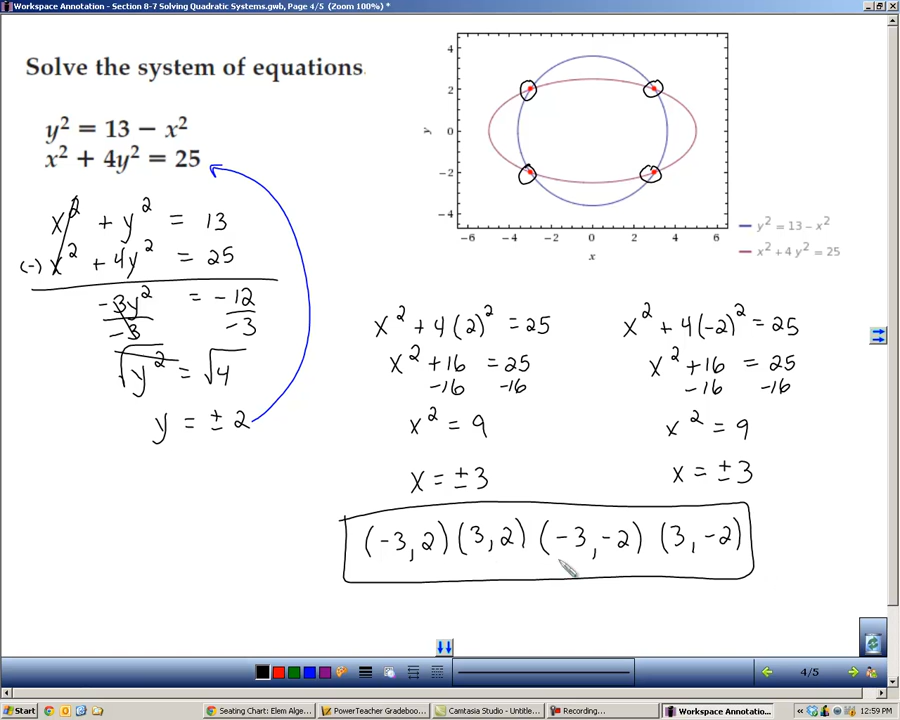 Workspace Annotation - Section 8-7 Solving Quadratic Systems.gwb, Page 4/5 (Zoom 100%) *
Solve the system of equations.
y² = 13 − x²
x² + 4y² = 25
x² + y² = 13
(-) x² + 4y² = 25
-3y² = -12
-3 -3
√y² = √4
y = ± 2
4
2
0
−2
−4
y
−6 −4 −2 0 2 4 6
x
y² = 13 − x²
x² + 4 y² = 25
x² + 4(2)² = 25
x² + 16 = 25
-16 -16
x² = 9
x = ± 3
x² + 4(-2)² = 25
x² + 16 = 25
-16 -16
x² = 9
x = ± 3
(-3, 2) (3, 2) (-3, -2) (3, -2)
4/5
Start
Seating Chart: Elem Alge...
PowerTeacher Gradeboo...
Camtasia Studio - Untitle...
Recording...
Workspace Annotatio...
12:59 PM